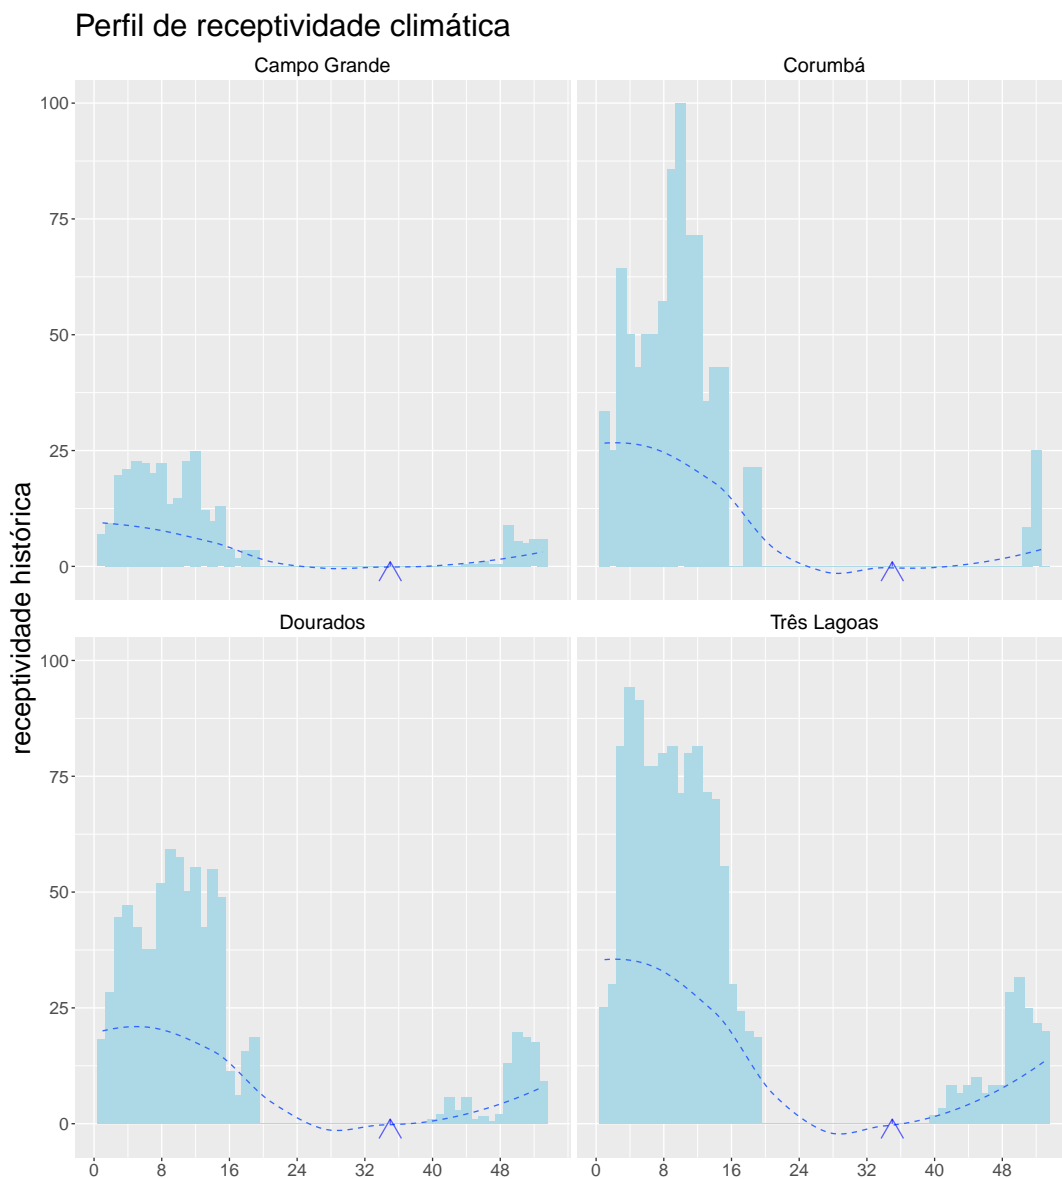 Perfil de receptividade climática
Campo Grande
Corumbá
100
75
50
25
0
receptividade histórica
Dourados
Três Lagoas
100
75
50
25
0
0 8 16 24 32 40 48
0 8 16 24 32 40 48